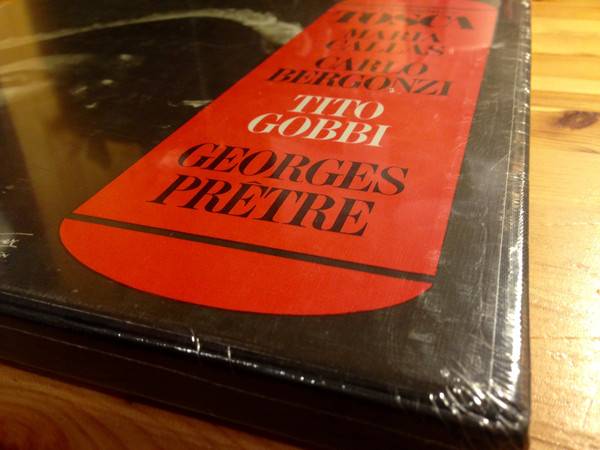 TOSCA
MARIA
CALLAS
CARLO
BERGONZI
TITO
GOBBI
GEORGES
PRÊTRE